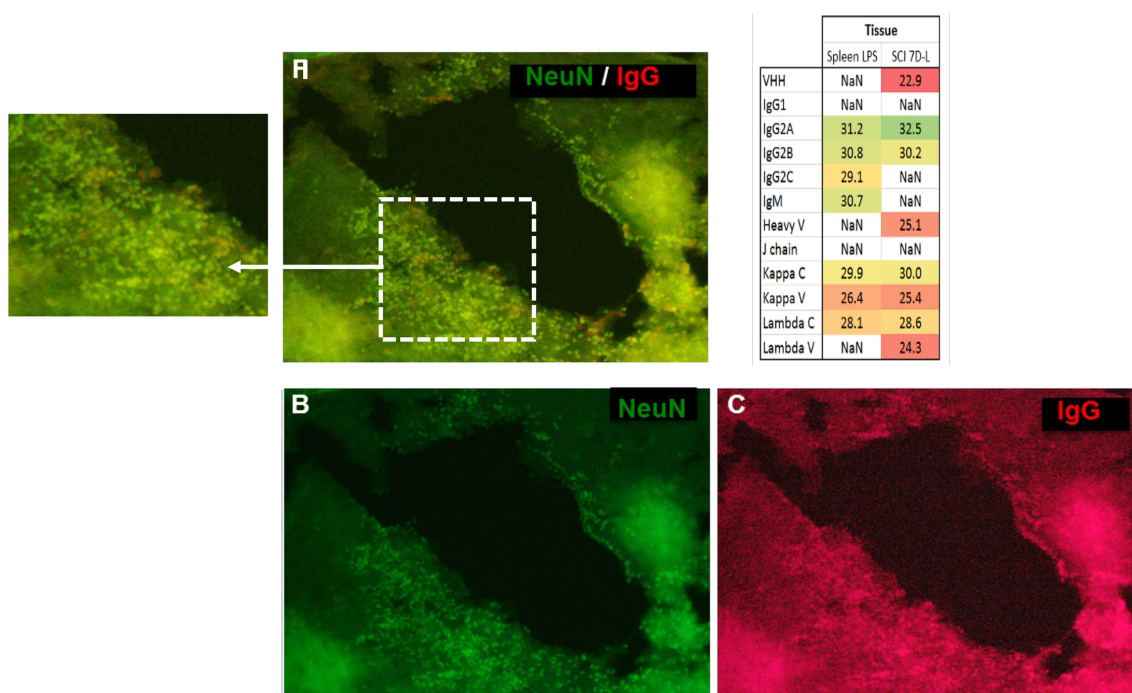 A
NeuN / IgG
Tissue
Spleen LPS SCI 7D-L
VHH NaN 22.9
IgG1 NaN NaN
IgG2A 31.2 32.5
IgG2B 30.8 30.2
IgG2C 29.1 NaN
IgM 30.7 NaN
Heavy V NaN 25.1
J chain NaN NaN
Kappa C 29.9 30.0
Kappa V 26.4 25.4
Lambda C 28.1 28.6
Lambda V NaN 24.3
B
NeuN
C
IgG